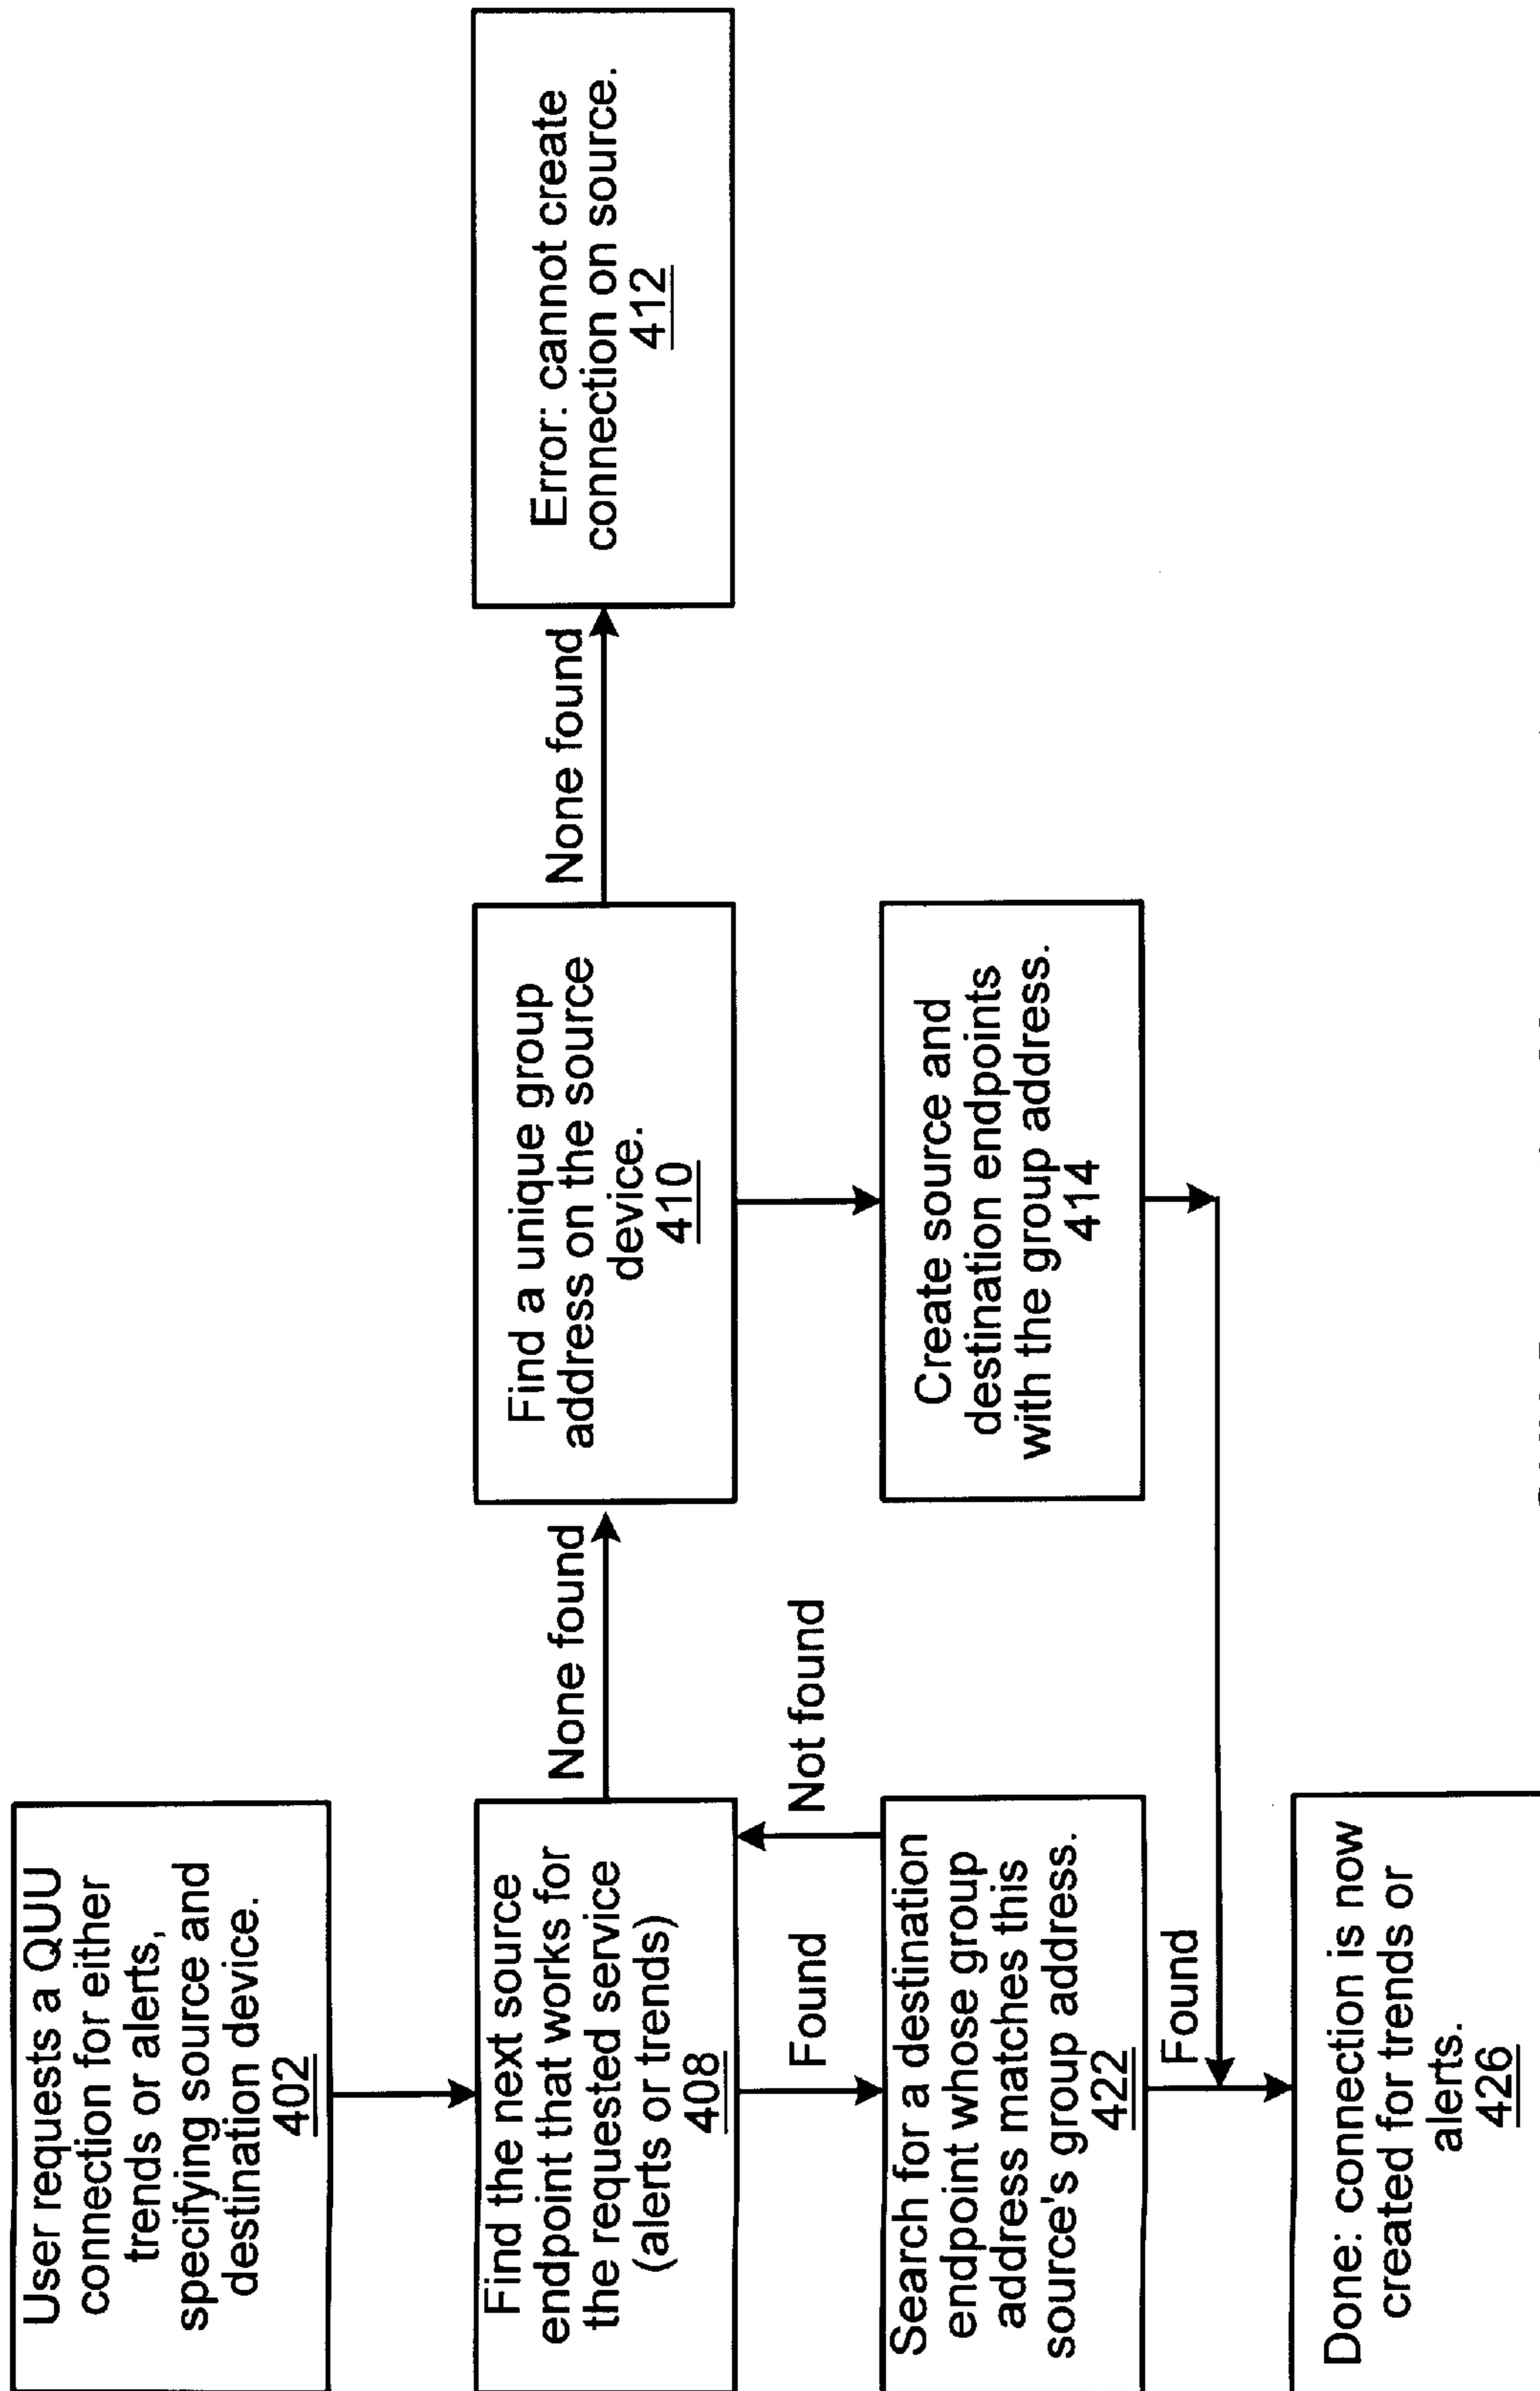 User requests a QUU
connection for either
trends or alerts,
specifying source and
destination device.
402
Find the next source
endpoint that works for
the requested service
(alerts or trends)
408
None found
Find a unique group
address on the source
device.
410
None found
Error: cannot create
connection on source.
412
Found
Not found
Search for a destination
endpoint whose group
address matches this
source's group address.
422
Create source and
destination endpoints
with the group address.
414
Found
Done: connection is now
created for trends or
alerts.
426